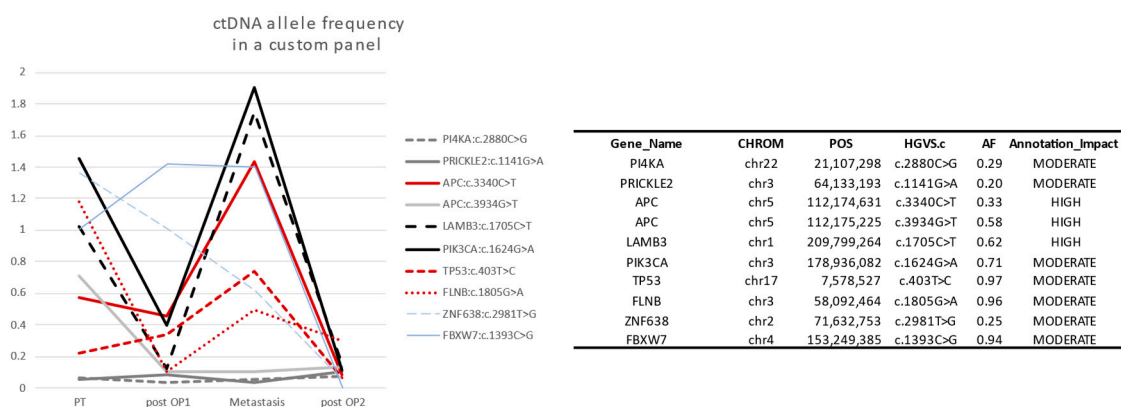 ctDNA allele frequency
in a custom panel
2
1.8
1.6
1.4
1.2
1
0.8
0.6
0.4
0.2
0
PT post OP1 Metastasis post OP2
PI4KA:c.2880C>G
PRICKLE2:c.1141G>A
APC:c.3340C>T
APC:c.3934G>T
LAMB3:c.1705C>T
PIK3CA:c.1624G>A
TP53:c.403T>C
FLNB:c.1805G>A
ZNF638:c.2981T>G
FBXW7:c.1393C>G
Gene_Name CHROM POS HGVS.c AF Annotation_Impact
PI4KA chr22 21,107,298 c.2880C>G 0.29 MODERATE
PRICKLE2 chr3 64,133,193 c.1141G>A 0.20 MODERATE
APC chr5 112,174,631 c.3340C>T 0.33 HIGH
APC chr5 112,175,225 c.3934G>T 0.58 HIGH
LAMB3 chr1 209,799,264 c.1705C>T 0.62 HIGH
PIK3CA chr3 178,936,082 c.1624G>A 0.71 MODERATE
TP53 chr17 7,578,527 c.403T>C 0.97 MODERATE
FLNB chr3 58,092,464 c.1805G>A 0.96 MODERATE
ZNF638 chr2 71,632,753 c.2981T>G 0.25 MODERATE
FBXW7 chr4 153,249,385 c.1393C>G 0.94 MODERATE